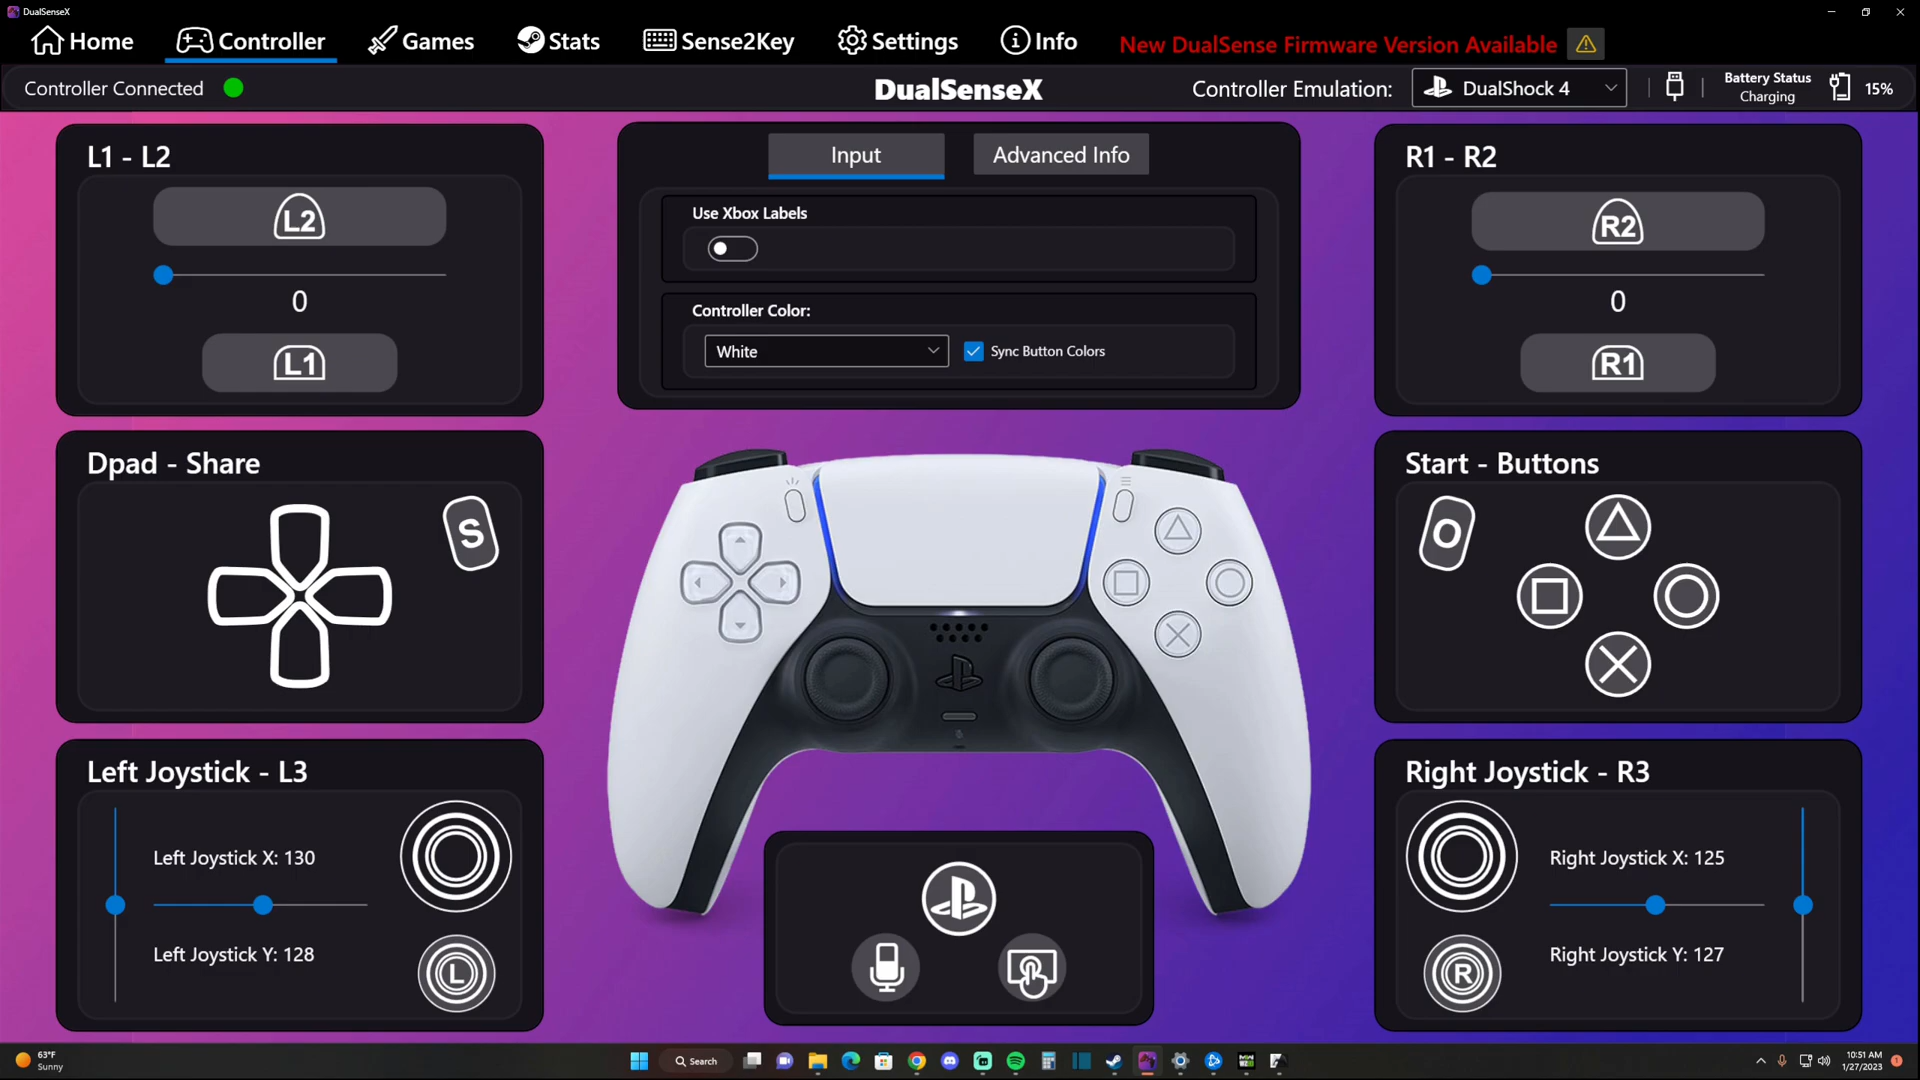 DualSenseX
Home Controller Games Stats Sense2Key Settings Info New DualSense Firmware Version Available
Controller Connected DualSenseX Controller Emulation: DualShock 4 Battery Status Charging 15%
L1 - L2
L2
0
L1
Input Advanced Info
Use Xbox Labels
Controller Color:
White Sync Button Colors
R1 - R2
R2
0
R1
Dpad - Share
S
Start - Buttons
O
Left Joystick - L3
Left Joystick X: 130
Left Joystick Y: 128
L
Right Joystick - R3
Right Joystick X: 125
Right Joystick Y: 127
R
63°F
Sunny
Search
10:51 AM
1/27/2023
1